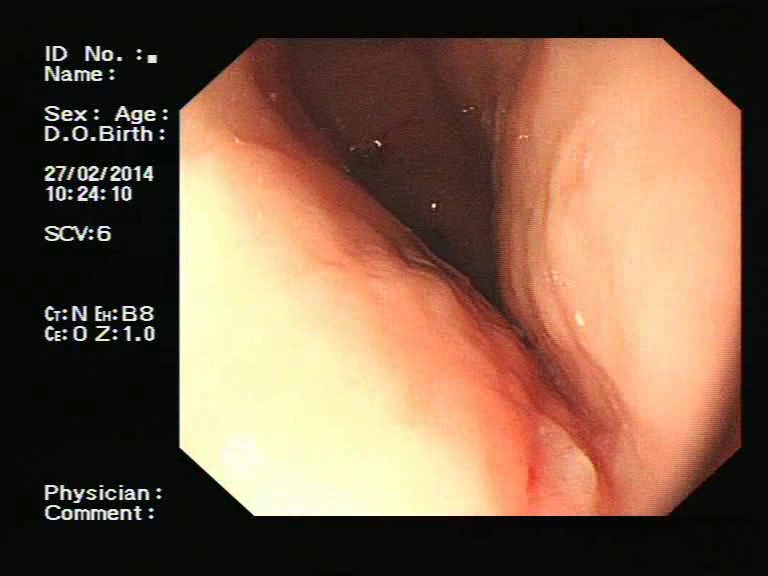 ID No. :
Name:
Sex: Age:
D.O.Birth:
27/02/2014
10:24:10
SCV:6
CT:N EH:B8
CE:0 Z:1.0
Physician:
Comment: